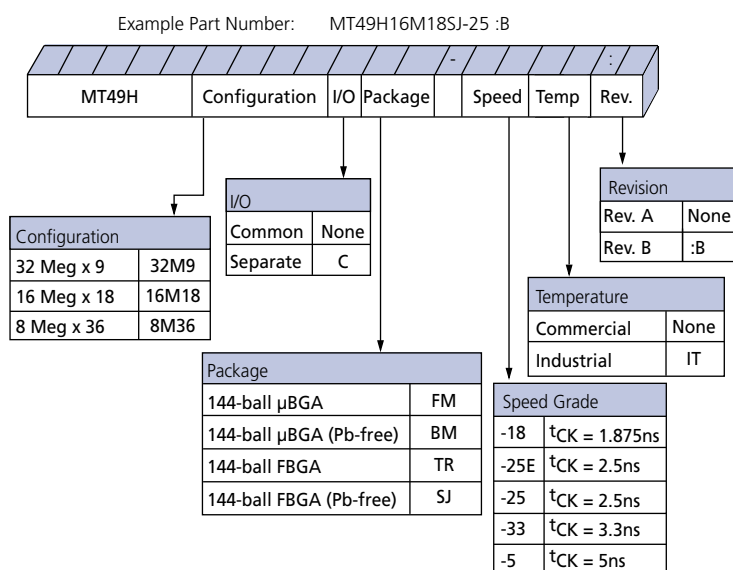 Example Part Number: MT49H16M18SJ-25 :B
- :
MT49H Configuration I/O Package Speed Temp Rev.
Configuration
32 Meg x 9 32M9
16 Meg x 18 16M18
8 Meg x 36 8M36
I/O
Common None
Separate C
Package
144-ball µBGA FM
144-ball µBGA (Pb-free) BM
144-ball FBGA TR
144-ball FBGA (Pb-free) SJ
Speed Grade
-18 tCK = 1.875ns
-25E tCK = 2.5ns
-25 tCK = 2.5ns
-33 tCK = 3.3ns
-5 tCK = 5ns
Temperature
Commercial None
Industrial IT
Revision
Rev. A None
Rev. B :B